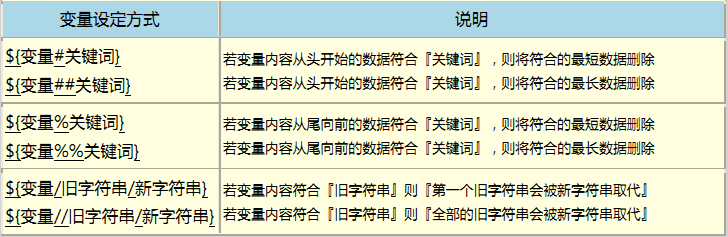 变量设定方式 说明
${变量#关键词} 若变量内容从头开始的数据符合『关键词』，则将符合的最短数据删除
${变量##关键词} 若变量内容从头开始的数据符合『关键词』，则将符合的最长数据删除
${变量%关键词} 若变量内容从尾向前的数据符合『关键词』，则将符合的最短数据删除
${变量%%关键词} 若变量内容从尾向前的数据符合『关键词』，则将符合的最长数据删除
${变量/旧字符串/新字符串} 若变量内容符合『旧字符串』则『第一个旧字符串会被新字符串取代』
${变量//旧字符串/新字符串} 若变量内容符合『旧字符串』则『全部的旧字符串会被新字符串取代』